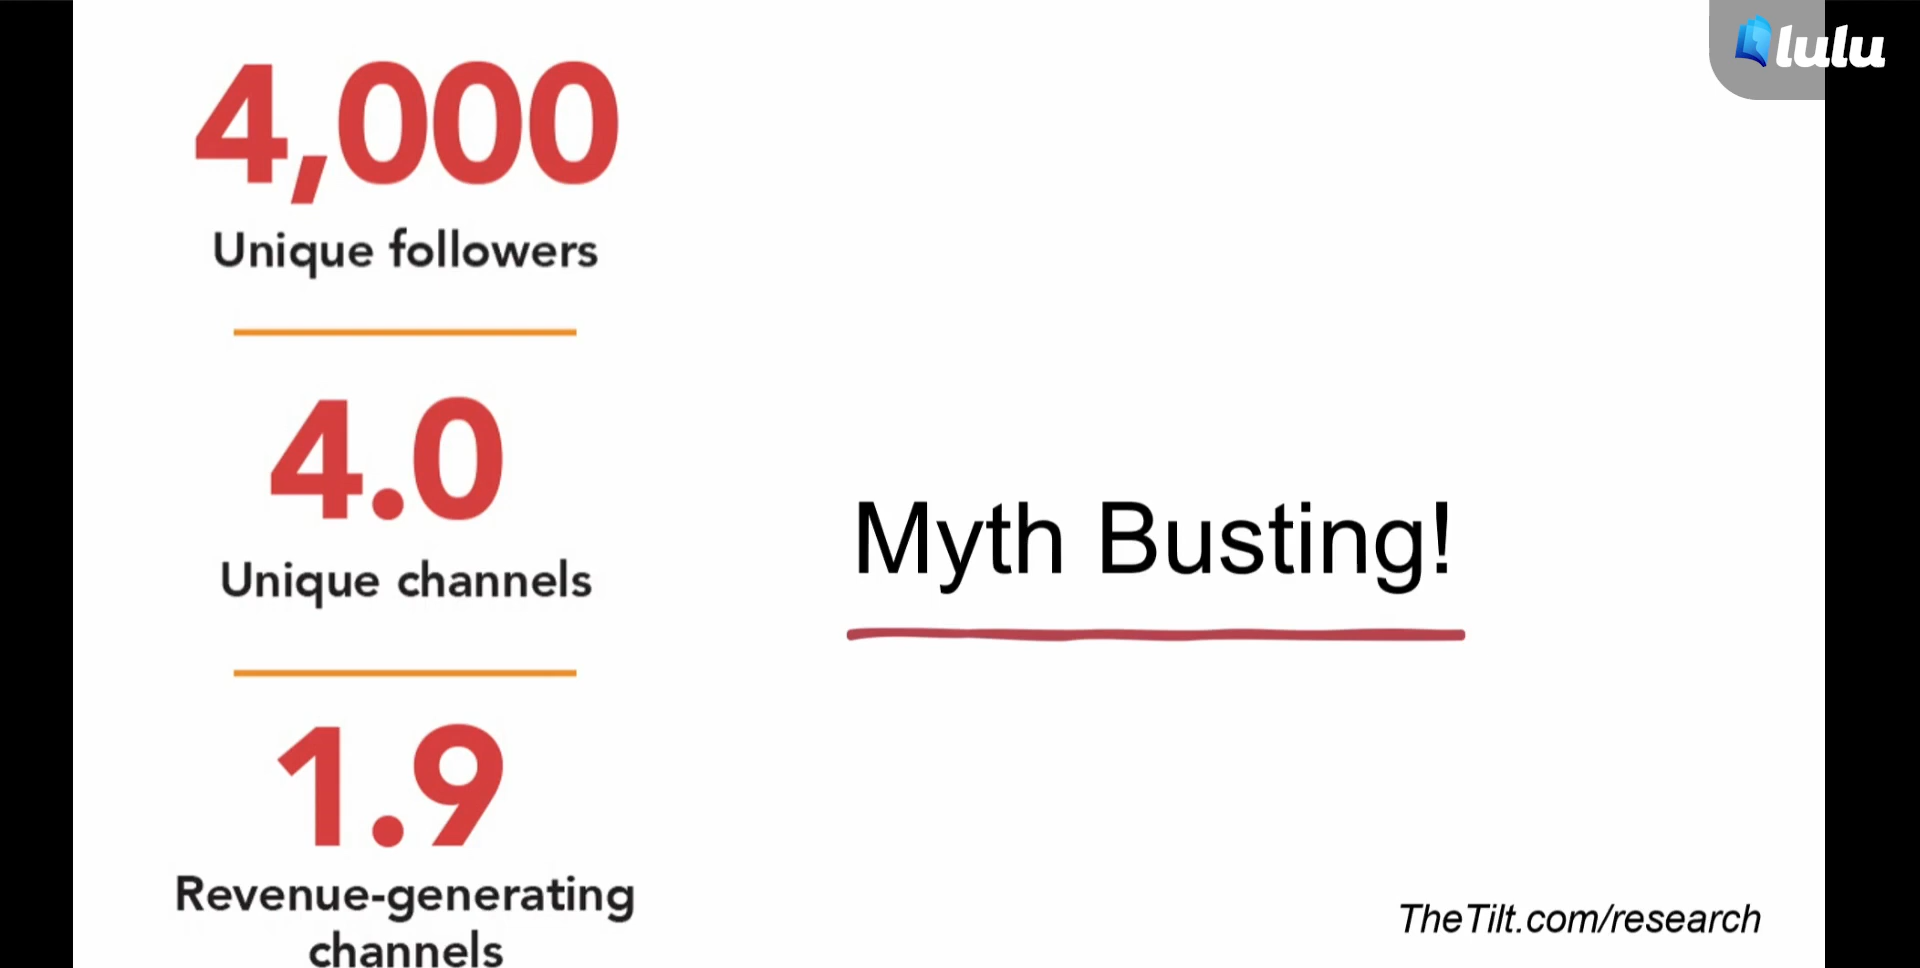 lulu
4,000
Unique followers
4.0
Unique channels
1.9
Revenue-generating
channels
Myth Busting!
TheTilt.com/research